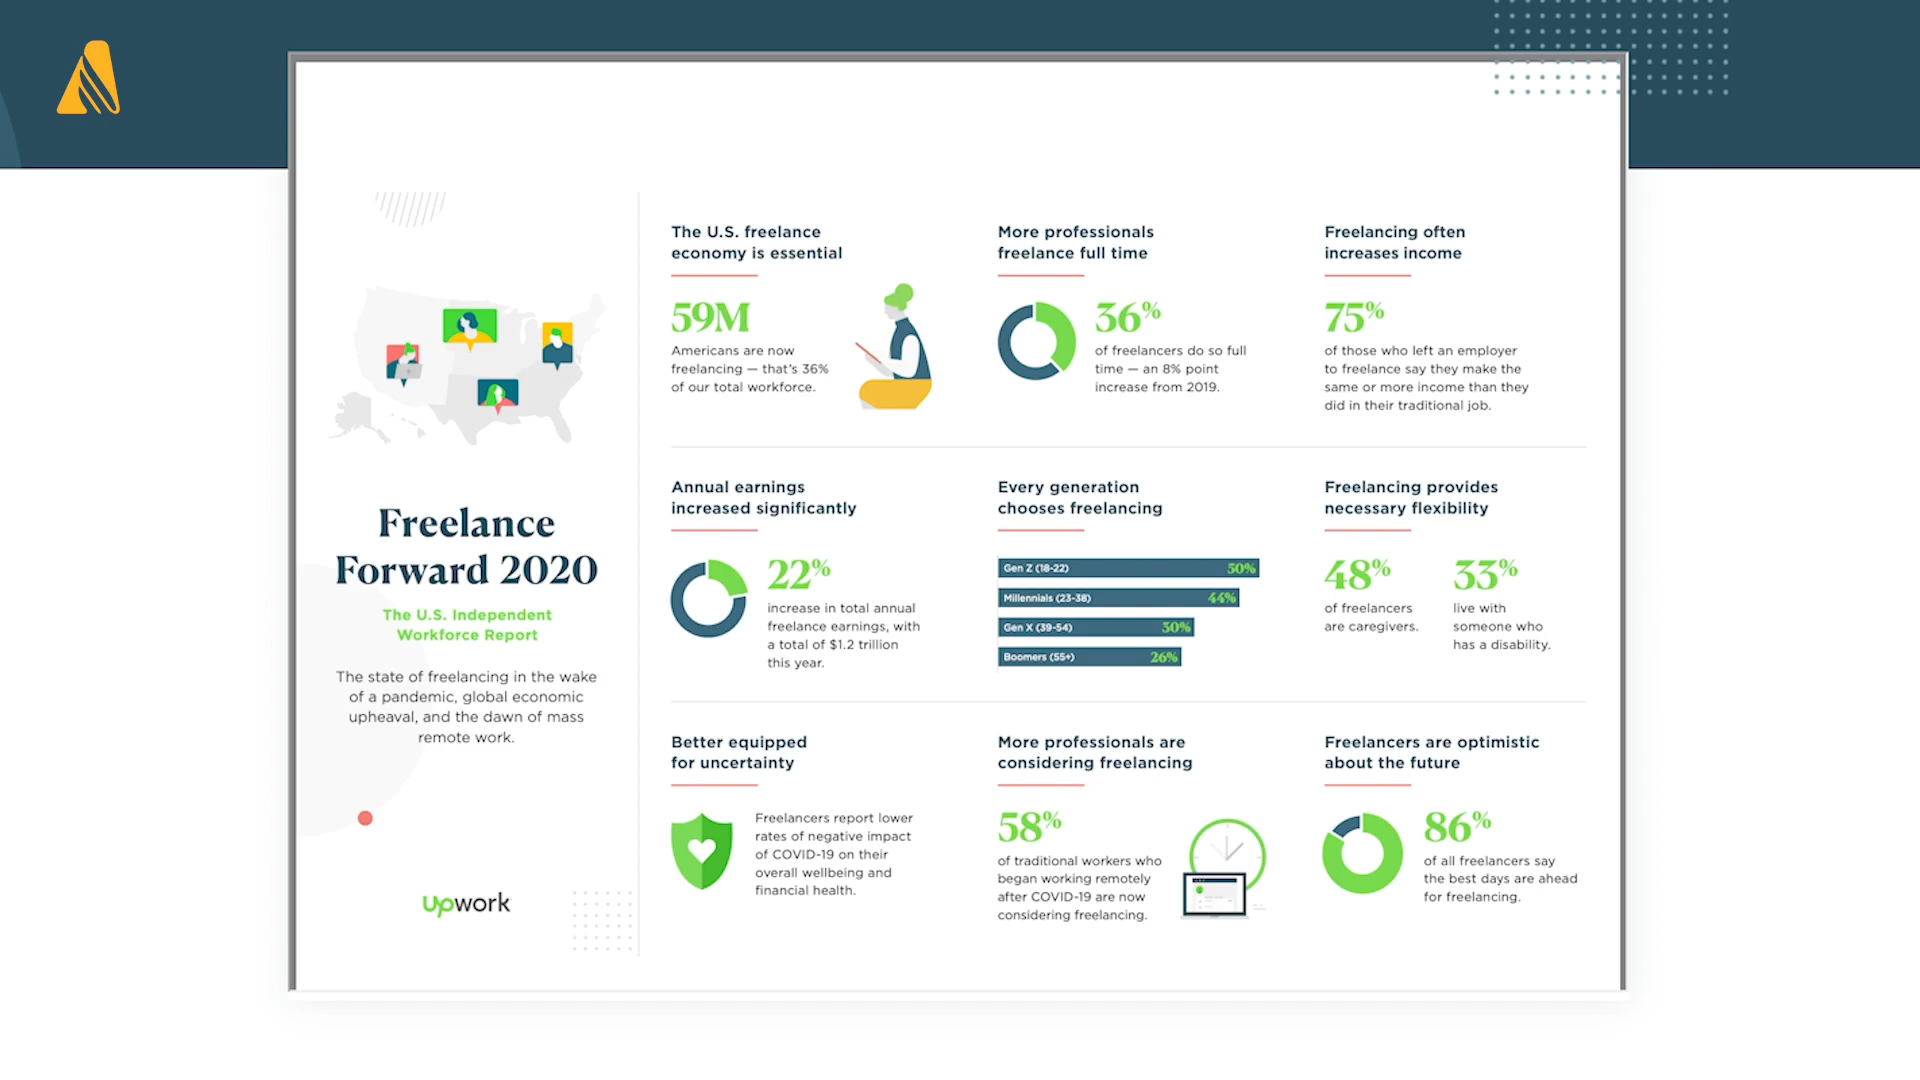 Freelance
Forward 2020
The U.S. Independent
Workforce Report
The state of freelancing in the wake
of a pandemic, global economic
upheaval, and the dawn of mass
remote work.
Upwork
The U.S. freelance
economy is essential
59M
Americans are now
freelancing — that's 36%
of our total workforce.
More professionals
freelance full time
36%
of freelancers do so full
time — an 8% point
increase from 2019.
Freelancing often
increases income
75%
of those who left an employer
to freelance say they make the
same or more income than they
did in their traditional job.
Annual earnings
increased significantly
22%
increase in total annual
freelance earnings, with
a total of $1.2 trillion
this year.
Every generation
chooses freelancing
Gen Z (18-22) 50%
Millennials (23-38) 44%
Gen X (39-54) 30%
Boomers (55+) 26%
Freelancing provides
necessary flexibility
48%
of freelancers
are caregivers.
33%
live with
someone who
has a disability.
Better equipped
for uncertainty
Freelancers report lower
rates of negative impact
of COVID-19 on their
overall wellbeing and
financial health.
More professionals are
considering freelancing
58%
of traditional workers who
began working remotely
after COVID-19 are now
considering freelancing.
Freelancers are optimistic
about the future
86%
of all freelancers say
the best days are ahead
for freelancing.